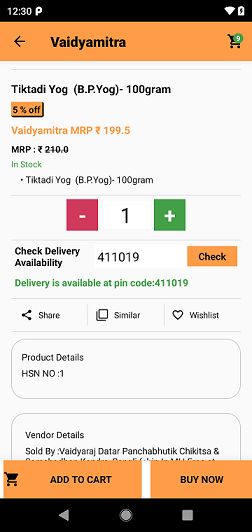 12:30
Vaidyamitra
9
Tiktadi Yog (B.P.Yog)- 100gram
5 % off
Vaidyamitra MRP ₹ 199.5
MRP : ₹ 210.0
In Stock
• Tiktadi Yog (B.P.Yog)- 100gram
- 1 +
Check Delivery
Availability
411019
Check
Delivery is available at pin code:411019
Share
Similar
Wishlist
Product Details
HSN NO :1
Vendor Details
Sold By :Vaidyaraj Datar Panchabhutik Chikitsa &
ADD TO CART
BUY NOW